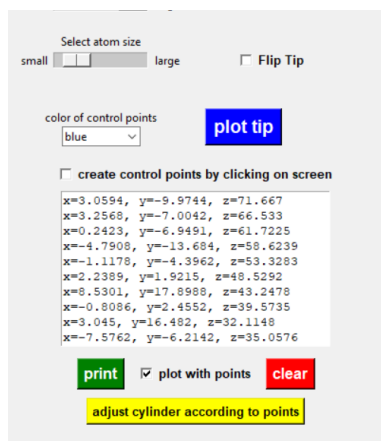 Select atom size
small large Flip Tip
color of control points
blue plot tip
create control points by clicking on screen
x=3.0594, y=-9.9744, z=71.667
x=3.2568, y=-7.0042, z=66.533
x=0.2423, y=-6.9491, z=61.7225
x=-4.7908, y=-13.684, z=58.6239
x=-1.1178, y=-4.3962, z=53.3283
x=2.2389, y=1.9215, z=48.5292
x=8.5301, y=17.8988, z=43.2478
x=-0.8086, y=2.4552, z=39.5735
x=3.045, y=16.482, z=32.1148
x=-7.5762, y=-6.2142, z=35.0576
print plot with points clear
adjust cylinder according to points